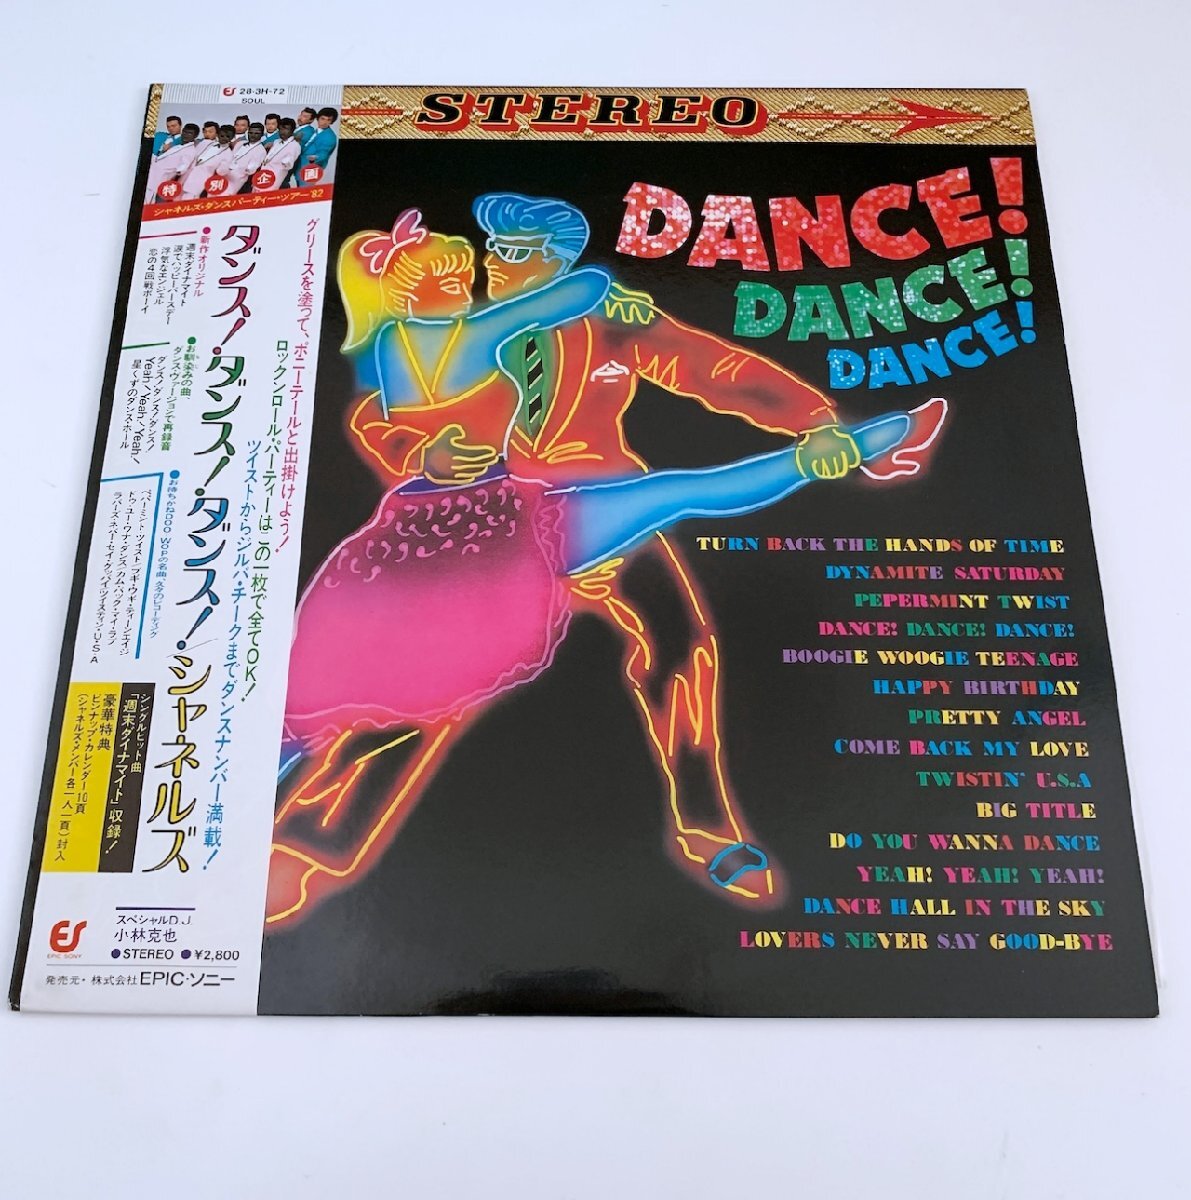 ES 28·3H-72
SOUL
特別企画
シャネルズ・ダンスパーティー・ツアー'82
グリースを塗って、ポニーテールと出掛けよう!
ロックンロール・パーティーはこの一枚で全てOK!
ツイストからジルバ・チークまでダンスナンバー満載!
ダンス!ダンス!ダンス!/シャネルズ
●新作オリジナル
週末ダイナマイト
涙でハッピーバースデー
浮気なエンジェル
恋の4回戦ボーイ
●お馴染みの曲、
ダンス・ヴァージョンで再録音
ダンス!ダンス!ダンス!
Yeah!Yeah!Yeah!
星くずのダンス・ホール
●お待ちかねDOO WOPの名曲、久々のレコーディング
ペパーミント・ツイスト/ブギ・ウギ・ティーンエイジ
ドゥ・ユー・ワナ・ダンス/カム・バック・マイ・ラブ
ラバーズ・ネバー・セイ・グッバイ/ツイスティン・U・S・A
シングルヒット曲
「週末ダイナマイト」収録!
豪華特典
ピンナップ・カレンダー10頁
(シャネルズ・メンバー各一人一頁)封入
スペシャルD.J.
小林克也
ES
EPIC SONY
●STEREO ●¥2,800
発売元・株式会社EPIC・ソニー
STEREO
DANCE!
DANCE!
DANCE!
TURN BACK THE HANDS OF TIME
DYNAMITE SATURDAY
PEPERMINT TWIST
DANCE! DANCE! DANCE!
BOOGIE WOOGIE TEENAGE
HAPPY BIRTHDAY
PRETTY ANGEL
COME BACK MY LOVE
TWISTIN' U.S.A
BIG TITLE
DO YOU WANNA DANCE
YEAH! YEAH! YEAH!
DANCE HALL IN THE SKY
LOVERS NEVER SAY GOOD-BYE